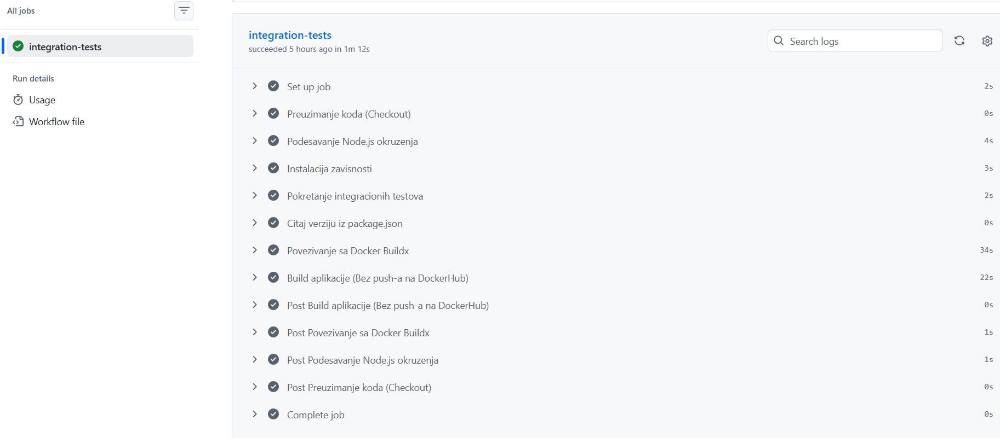 All jobs
integration-tests
Run details
Usage
Workflow file
integration-tests
succeeded 5 hours ago in 1m 12s
Search logs
Set up job 2s
Preuzimanje koda (Checkout) 0s
Podesavanje Node.js okruzenja 4s
Instalacija zavisnosti 3s
Pokretanje integracionih testova 2s
Citaj verziju iz package.json 0s
Povezivanje sa Docker Buildx 34s
Build aplikacije (Bez push-a na DockerHub) 22s
Post Build aplikacije (Bez push-a na DockerHub) 0s
Post Povezivanje sa Docker Buildx 1s
Post Podesavanje Node.js okruzenja 1s
Post Preuzimanje koda (Checkout) 0s
Complete job 0s